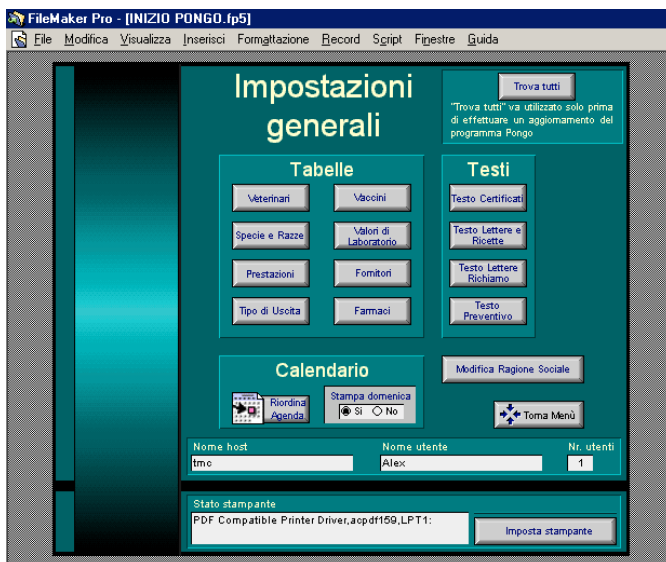 FileMaker Pro - [INIZIO PONGO.fp5]
File Modifica Visualizza Inserisci Formattazione Record Script Finestre Guida
Impostazioni
generali
Trova tutti
"Trova tutti" va utilizzato solo prima
di effettuare un aggiornamento del
programma Pongo
Tabelle
Veterinari
Vaccini
Specie e Razze
Valori di
Laboratorio
Prestazioni
Fornitori
Tipo di Uscita
Farmaci
Testi
Testo Certificati
Testo Lettere e
Ricette
Testo Lettere
Richiamo
Testo
Preventivo
Calendario
Riordina
Agenda
Stampa domenica
Si No
Modifica Ragione Sociale
Torna Menù
Nome host Nome utente Nr. utenti
tmc Alex 1
Stato stampante
PDF Compatible Printer Driver,acpdf159,LPT1:
Imposta stampante